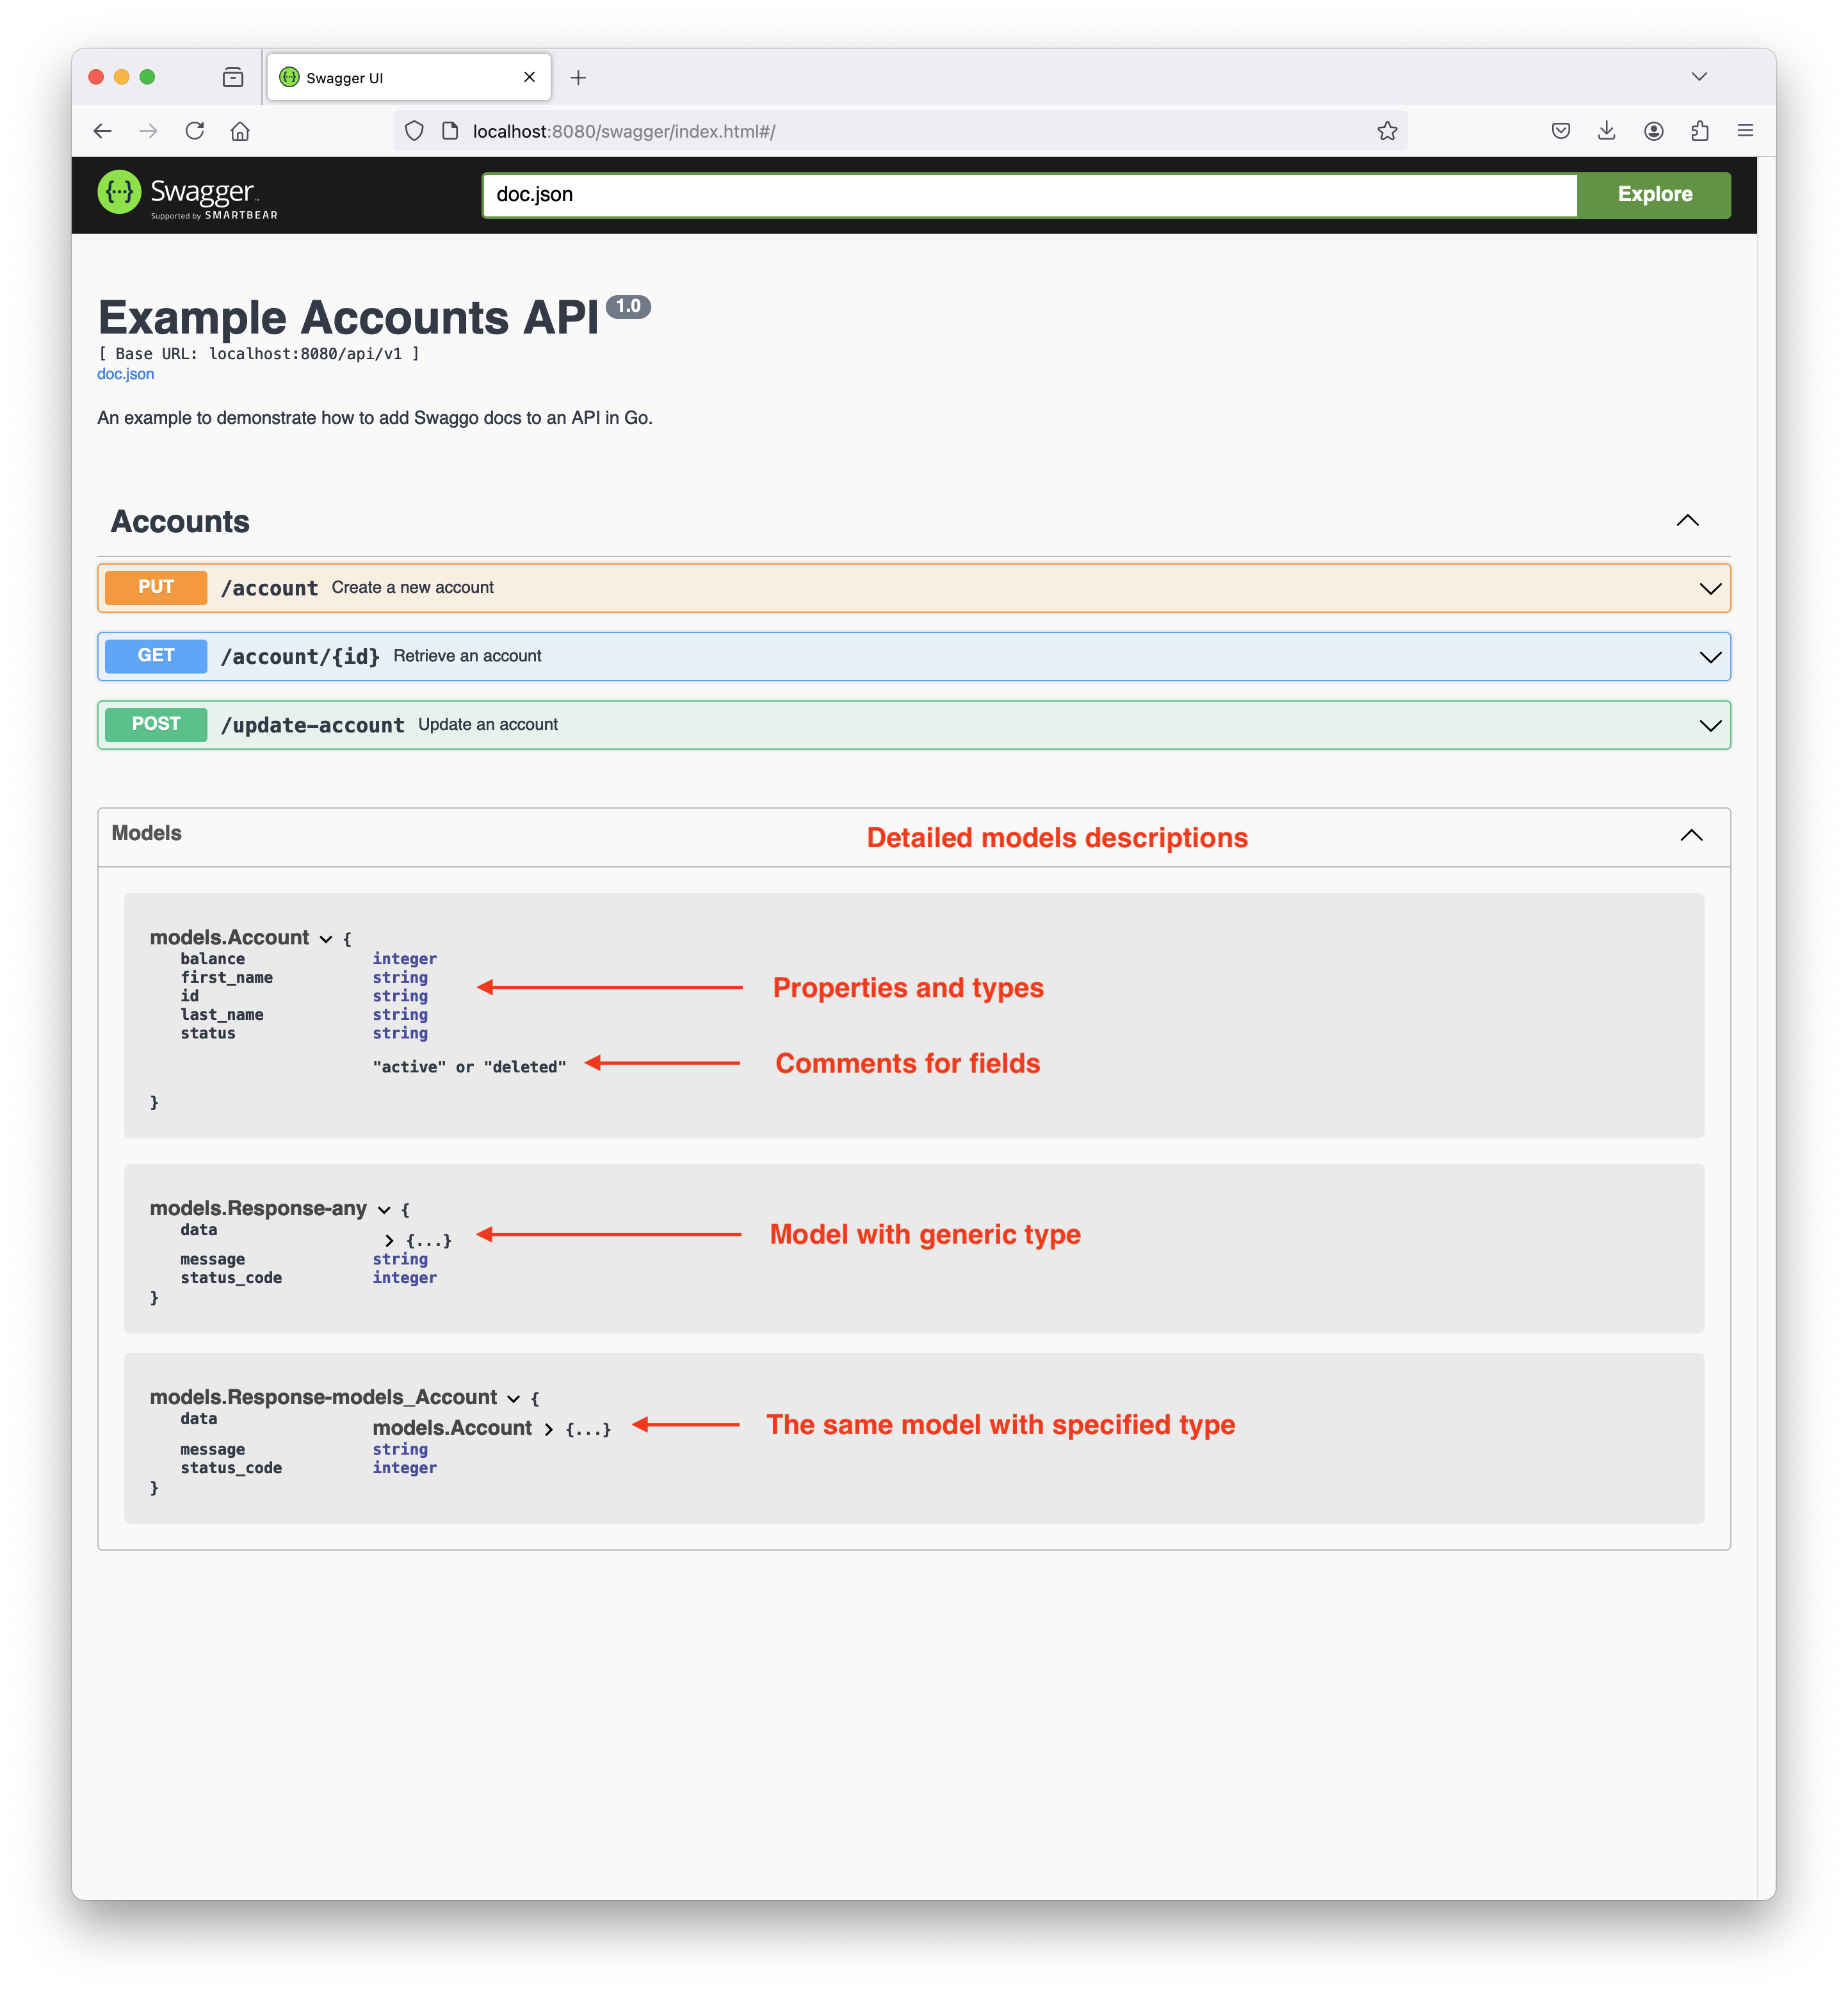 Swagger UI
localhost:8080/swagger/index.html#/
Swagger™
Supported by SMARTBEAR
doc.json
Explore
Example Accounts API 1.0
[ Base URL: localhost:8080/api/v1 ]
doc.json
An example to demonstrate how to add Swaggo docs to an API in Go.
Accounts
PUT /account Create a new account
GET /account/{id} Retrieve an account
POST /update-account Update an account
Models Detailed models descriptions
models.Account {
balance integer
first_name string
id string Properties and types
last_name string
status string
"active" or "deleted" Comments for fields
}
models.Response-any {
data
{...} Model with generic type
message string
status_code integer
}
models.Response-models_Account {
data
models.Account {...} The same model with specified type
message string
status_code integer
}